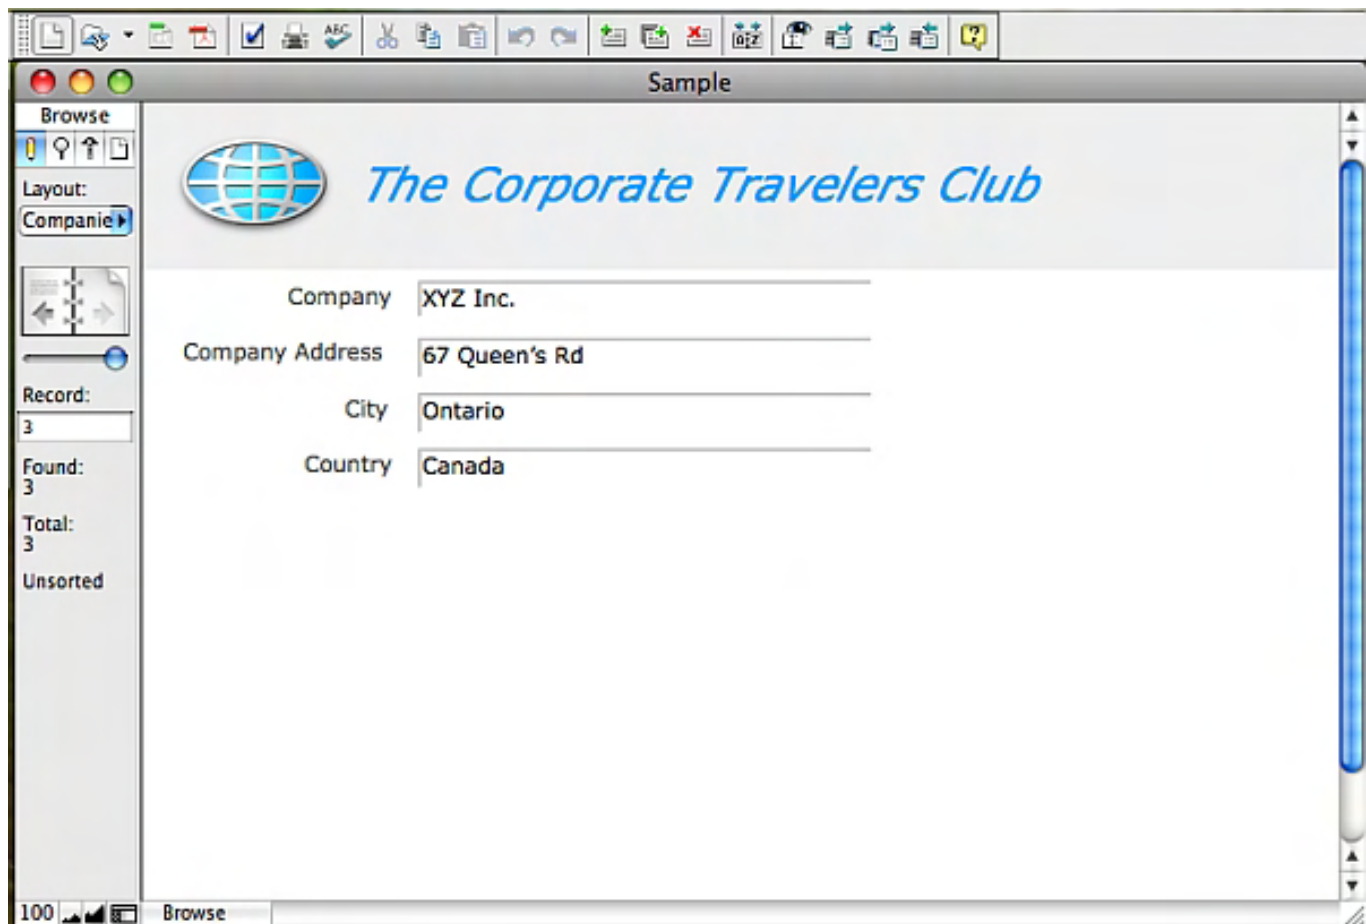 ABC
A Z
?
Sample
Browse
Layout:
Companie
The Corporate Travelers Club
Company XYZ Inc.
Company Address 67 Queen's Rd
City Ontario
Country Canada
Record:
3
Found:
3
Total:
3
Unsorted
100 Browse